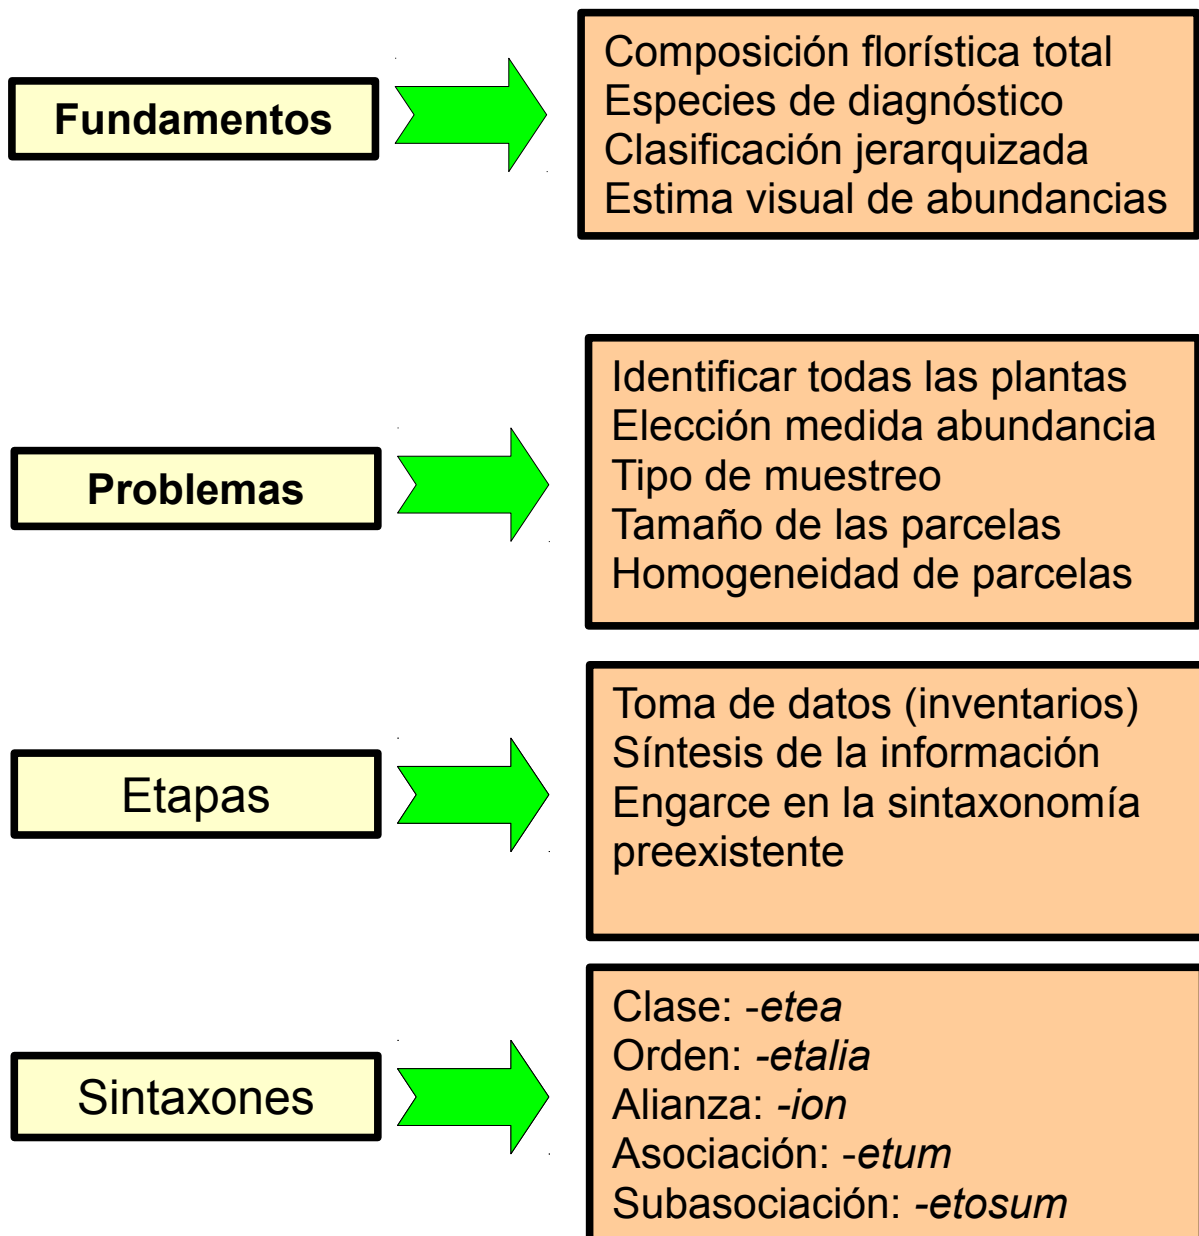 Fundamentos
Composición florística total
Especies de diagnóstico
Clasificación jerarquizada
Estima visual de abundancias
Problemas
Identificar todas las plantas
Elección medida abundancia
Tipo de muestreo
Tamaño de las parcelas
Homogeneidad de parcelas
Etapas
Toma de datos (inventarios)
Síntesis de la información
Engarce en la sintaxonomía
preexistente
Sintaxones
Clase: -etea
Orden: -etalia
Alianza: -ion
Asociación: -etum
Subasociación: -etosum